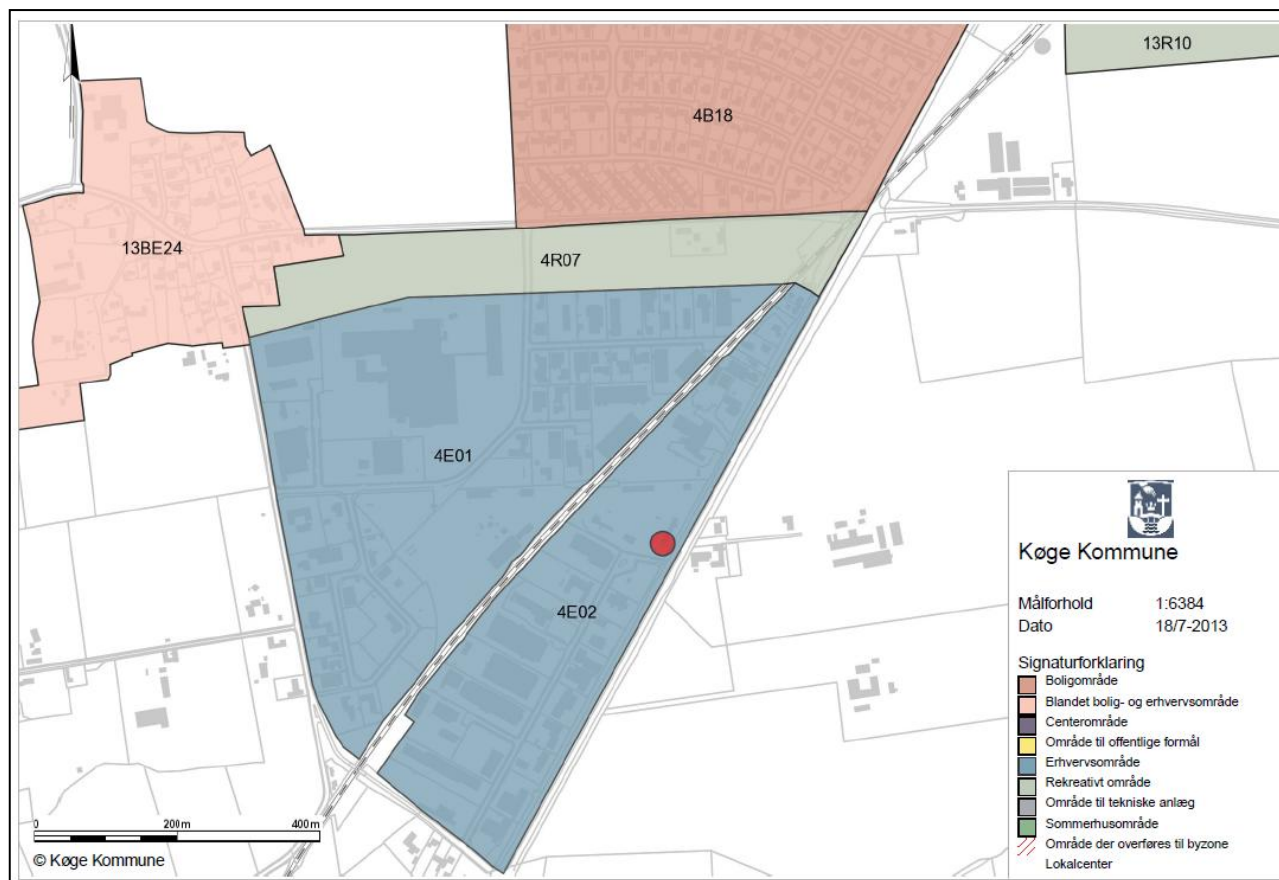 13R10
4B18
13BE24
4R07
4E01
4E02
Køge Kommune
Målforhold 1:6384
Dato 18/7-2013
Signaturforklaring
Boligområde
Blandet bolig- og erhvervsområde
Centerområde
Område til offentlige formål
Erhvervsområde
Rekreativt område
Område til tekniske anlæg
Sommerhusområde
Område der overføres til byzone
Lokalcenter
0 200 m 400 m
© Køge Kommune